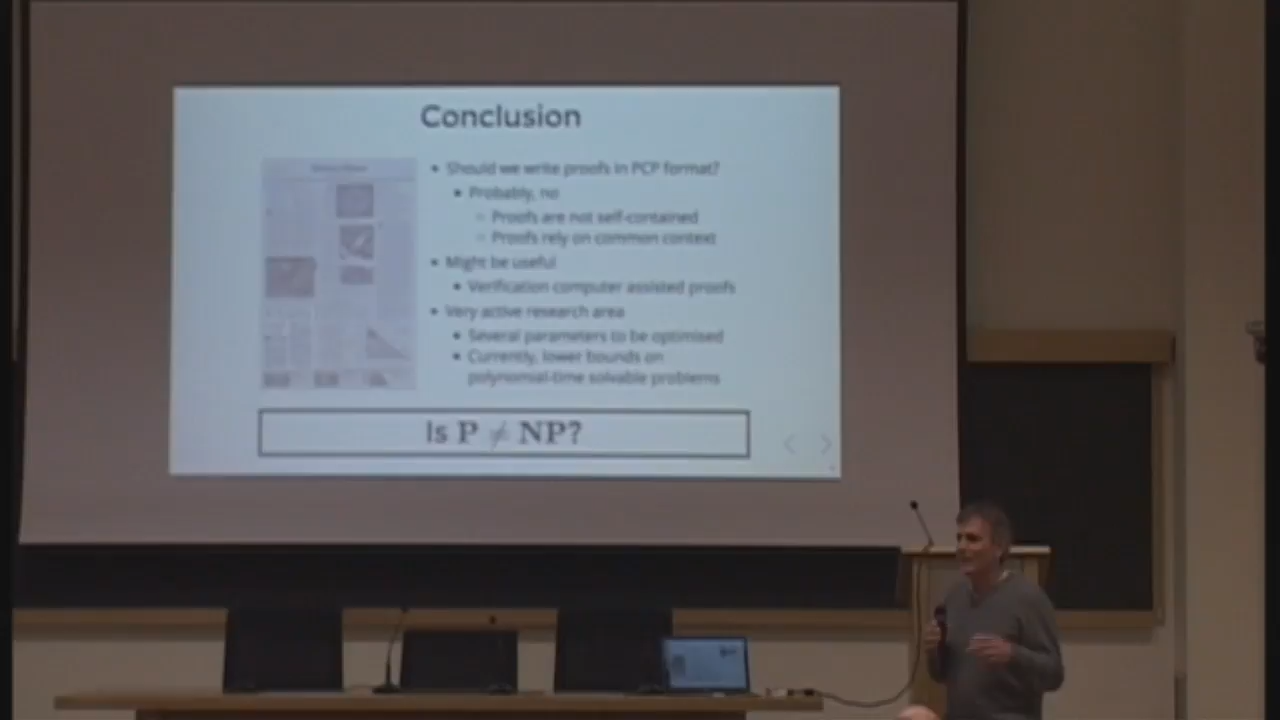 Conclusion
Should we write proofs in PCP format?
Probably, no
Proofs are not self-contained
Proofs rely on common context
Might be useful
Verification computer assisted proofs
Very active research area
Several parameters to be optimised
Currently, lower bounds on
polynomial-time solvable problems
Is P ≠ NP?